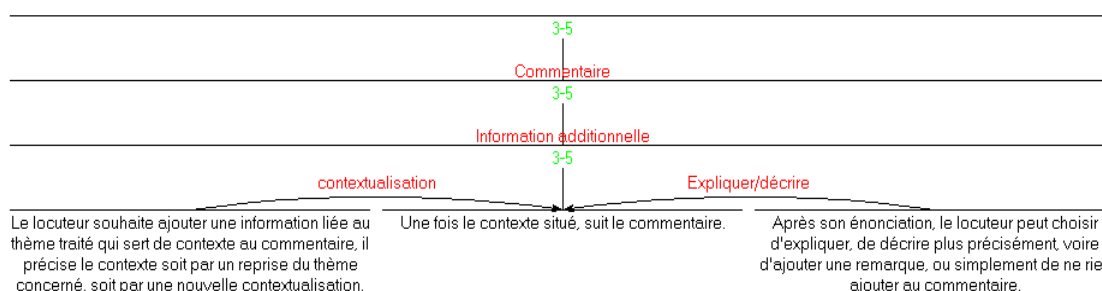 3-5
Commentaire
3-5
Information additionnelle
3-5
contextualisation
Expliquer/décrire
Le locuteur souhaite ajouter une information liée au
thème traité qui sert de contexte au commentaire, il
précise le contexte soit par un reprise du thème
concerné, soit par une nouvelle contextualisation.
Une fois le contexte situé, suit le commentaire.
Après son énonciation, le locuteur peut choisir
d'expliquer, de décrire plus précisément, voire
d'ajouter une remarque, ou simplement de ne rie
ajouter au commentaire.